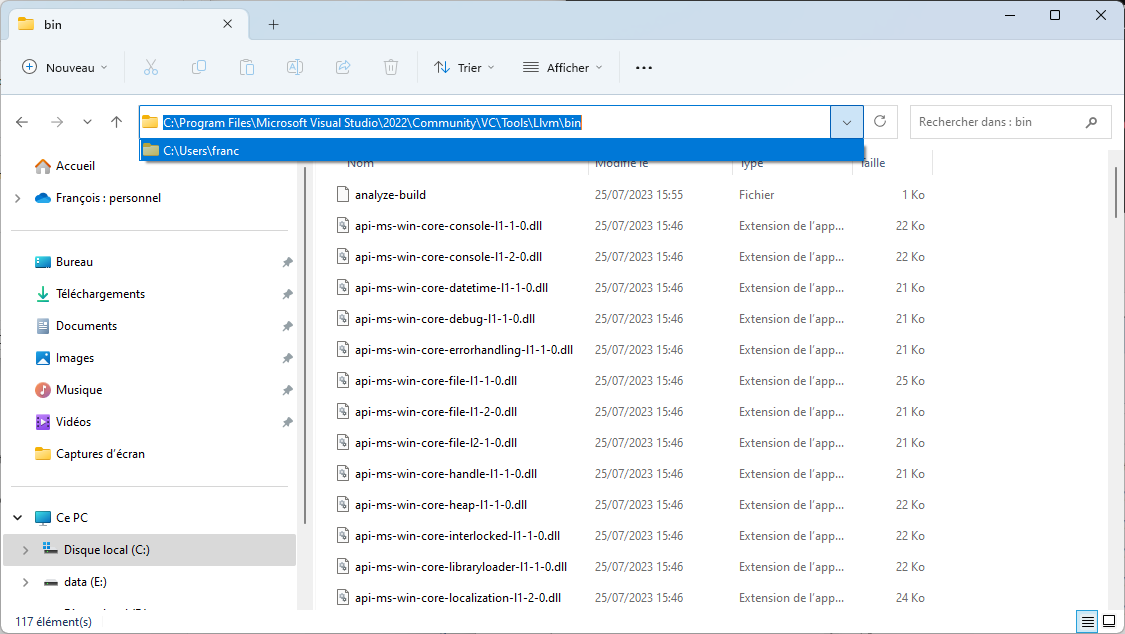 bin
Nouveau
Trier
Afficher
C:\Program Files\Microsoft Visual Studio\2022\Community\VC\Tools\Llvm\bin
Rechercher dans : bin
C:\Users\franc
Nom Modifié le Type Taille
Accueil
François : personnel
Bureau
Téléchargements
Documents
Images
Musique
Vidéos
Captures d'écran
Ce PC
Disque local (C:)
data (E:)
analyze-build 25/07/2023 15:55 Fichier 1 Ko
api-ms-win-core-console-l1-1-0.dll 25/07/2023 15:46 Extension de l'app... 22 Ko
api-ms-win-core-console-l1-2-0.dll 25/07/2023 15:46 Extension de l'app... 22 Ko
api-ms-win-core-datetime-l1-1-0.dll 25/07/2023 15:46 Extension de l'app... 21 Ko
api-ms-win-core-debug-l1-1-0.dll 25/07/2023 15:46 Extension de l'app... 21 Ko
api-ms-win-core-errorhandling-l1-1-0.dll 25/07/2023 15:46 Extension de l'app... 21 Ko
api-ms-win-core-file-l1-1-0.dll 25/07/2023 15:46 Extension de l'app... 25 Ko
api-ms-win-core-file-l1-2-0.dll 25/07/2023 15:46 Extension de l'app... 21 Ko
api-ms-win-core-file-l2-1-0.dll 25/07/2023 15:46 Extension de l'app... 21 Ko
api-ms-win-core-handle-l1-1-0.dll 25/07/2023 15:46 Extension de l'app... 21 Ko
api-ms-win-core-heap-l1-1-0.dll 25/07/2023 15:46 Extension de l'app... 22 Ko
api-ms-win-core-interlocked-l1-1-0.dll 25/07/2023 15:46 Extension de l'app... 22 Ko
api-ms-win-core-libraryloader-l1-1-0.dll 25/07/2023 15:46 Extension de l'app... 22 Ko
api-ms-win-core-localization-l1-2-0.dll 25/07/2023 15:46 Extension de l'app... 24 Ko
117 élément(s)